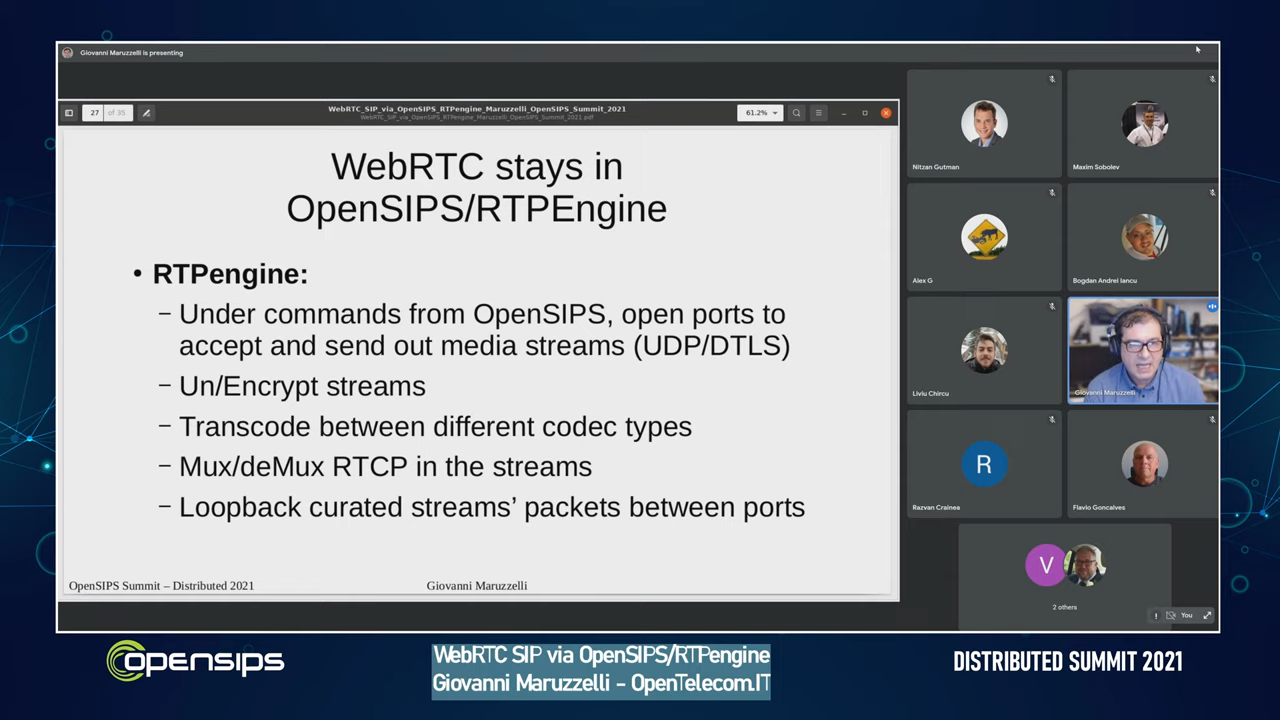 Giovanni Maruzzelli is presenting
27 of 35
WebRTC_SIP_via_OpenSIPS_RTPengine_Maruzzelli_OpenSIPS_Summit_2021
WebRTC_SIP_via_OpenSIPS_RTPengine_Maruzzelli_OpenSIPS_Summit_2021.pdf
61.2%
WebRTC stays in
OpenSIPS/RTPEngine
• RTPengine:
– Under commands from OpenSIPS, open ports to
accept and send out media streams (UDP/DTLS)
– Un/Encrypt streams
– Transcode between different codec types
– Mux/deMux RTCP in the streams
– Loopback curated streams’ packets between ports
OpenSIPS Summit – Distributed 2021
Giovanni Maruzzelli
Nitzan Gutman
Maxim Sobolev
Alex G
Bogdan Andrei Iancu
Liviu Chircu
Giovanni Maruzzelli
R
Razvan Crainea
Flavio Goncalves
V
2 others
You
opensips
WebRTC SIP via OpenSIPS/RTPengine
Giovanni Maruzzelli - OpenTelecom.IT
DISTRIBUTED SUMMIT 2021